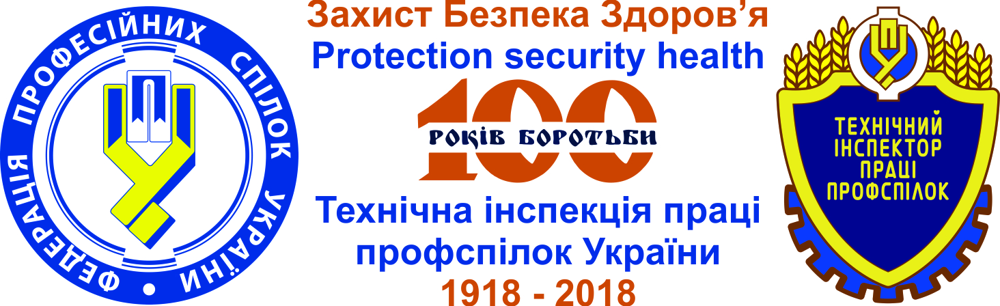 ФЕДЕРАЦІЯ ПРОФЕСІЙНИХ СПІЛОК УКРАЇНИ
Захист Безпека Здоров’я
Protection security health
100
РОКІВ БОРОТЬБИ
Технічна інспекція праці
профспілок України
1918 - 2018
ТЕХНІЧНИЙ
ІНСПЕКТОР
ПРАЦІ
ПРОФСПІЛОК